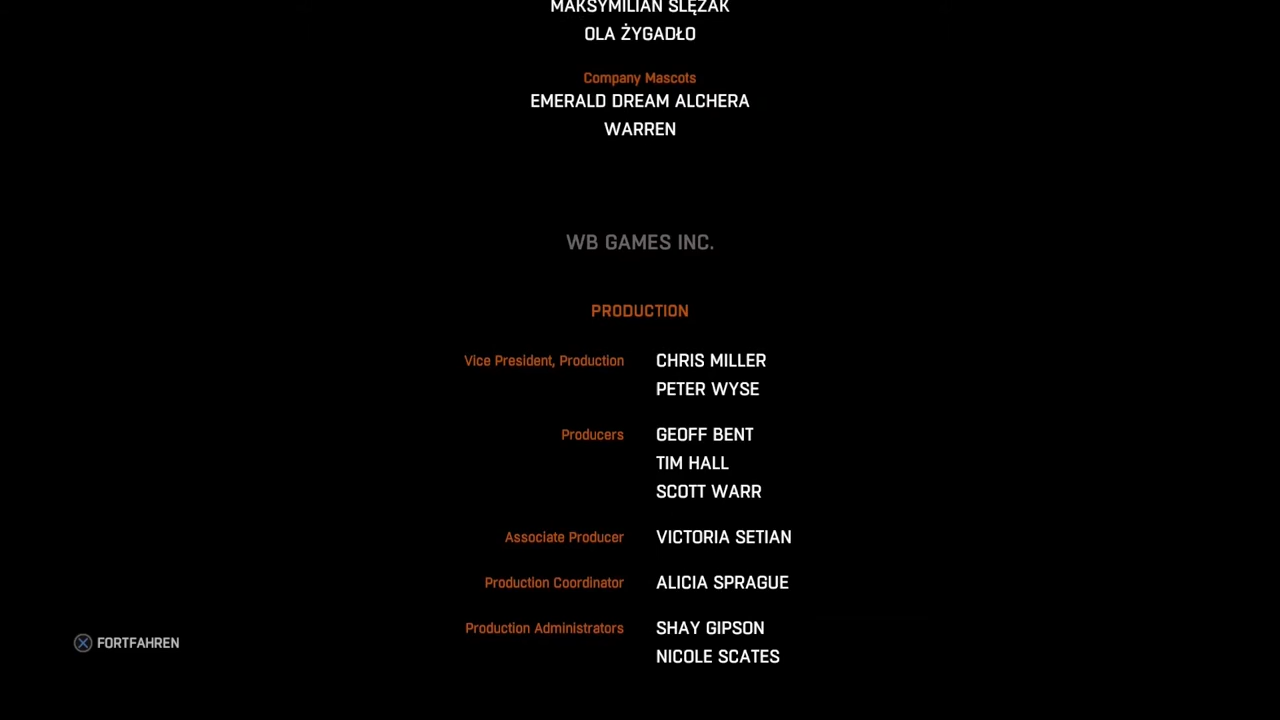 MAKSYMILIAN ŚLĘZAK
OLA ŻYGADŁO
Company Mascots
EMERALD DREAM ALCHERA
WARREN
WB GAMES INC.
PRODUCTION
Vice President, Production CHRIS MILLER
PETER WYSE
Producers GEOFF BENT
TIM HALL
SCOTT WARR
Associate Producer VICTORIA SETIAN
Production Coordinator ALICIA SPRAGUE
Production Administrators SHAY GIPSON
NICOLE SCATES
FORTFAHREN